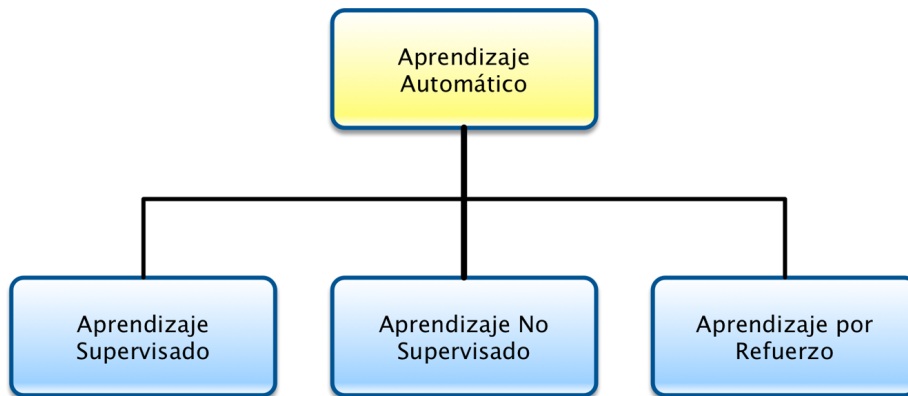 Aprendizaje
Automático
Aprendizaje
Supervisado
Aprendizaje No
Supervisado
Aprendizaje por
Refuerzo